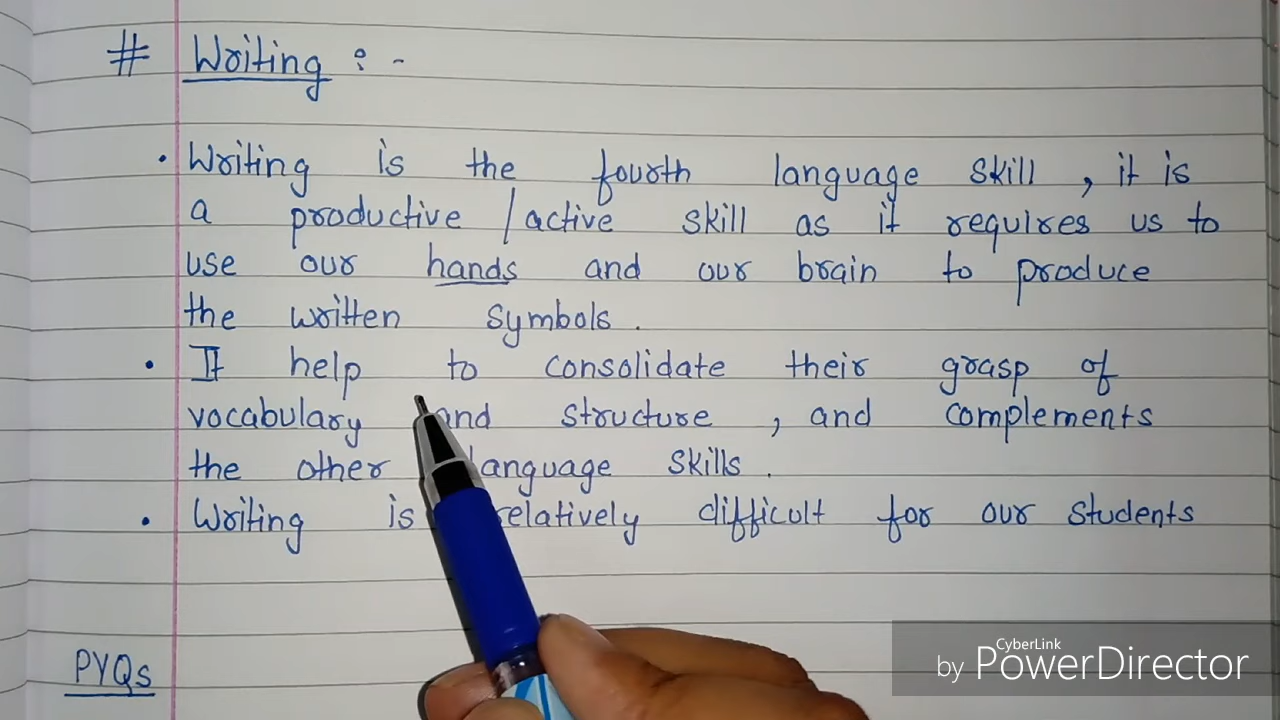 # Writing : -
• Writing is the fourth language skill , it is
a productive / active skill as it requires us to
use our hands and our brain to produce
the written symbols .
• It help to consolidate their grasp of
vocabulary and structure , and complements
the other language skills .
• Writing is relatively difficult for our students
PYQs
CyberLink
by PowerDirector